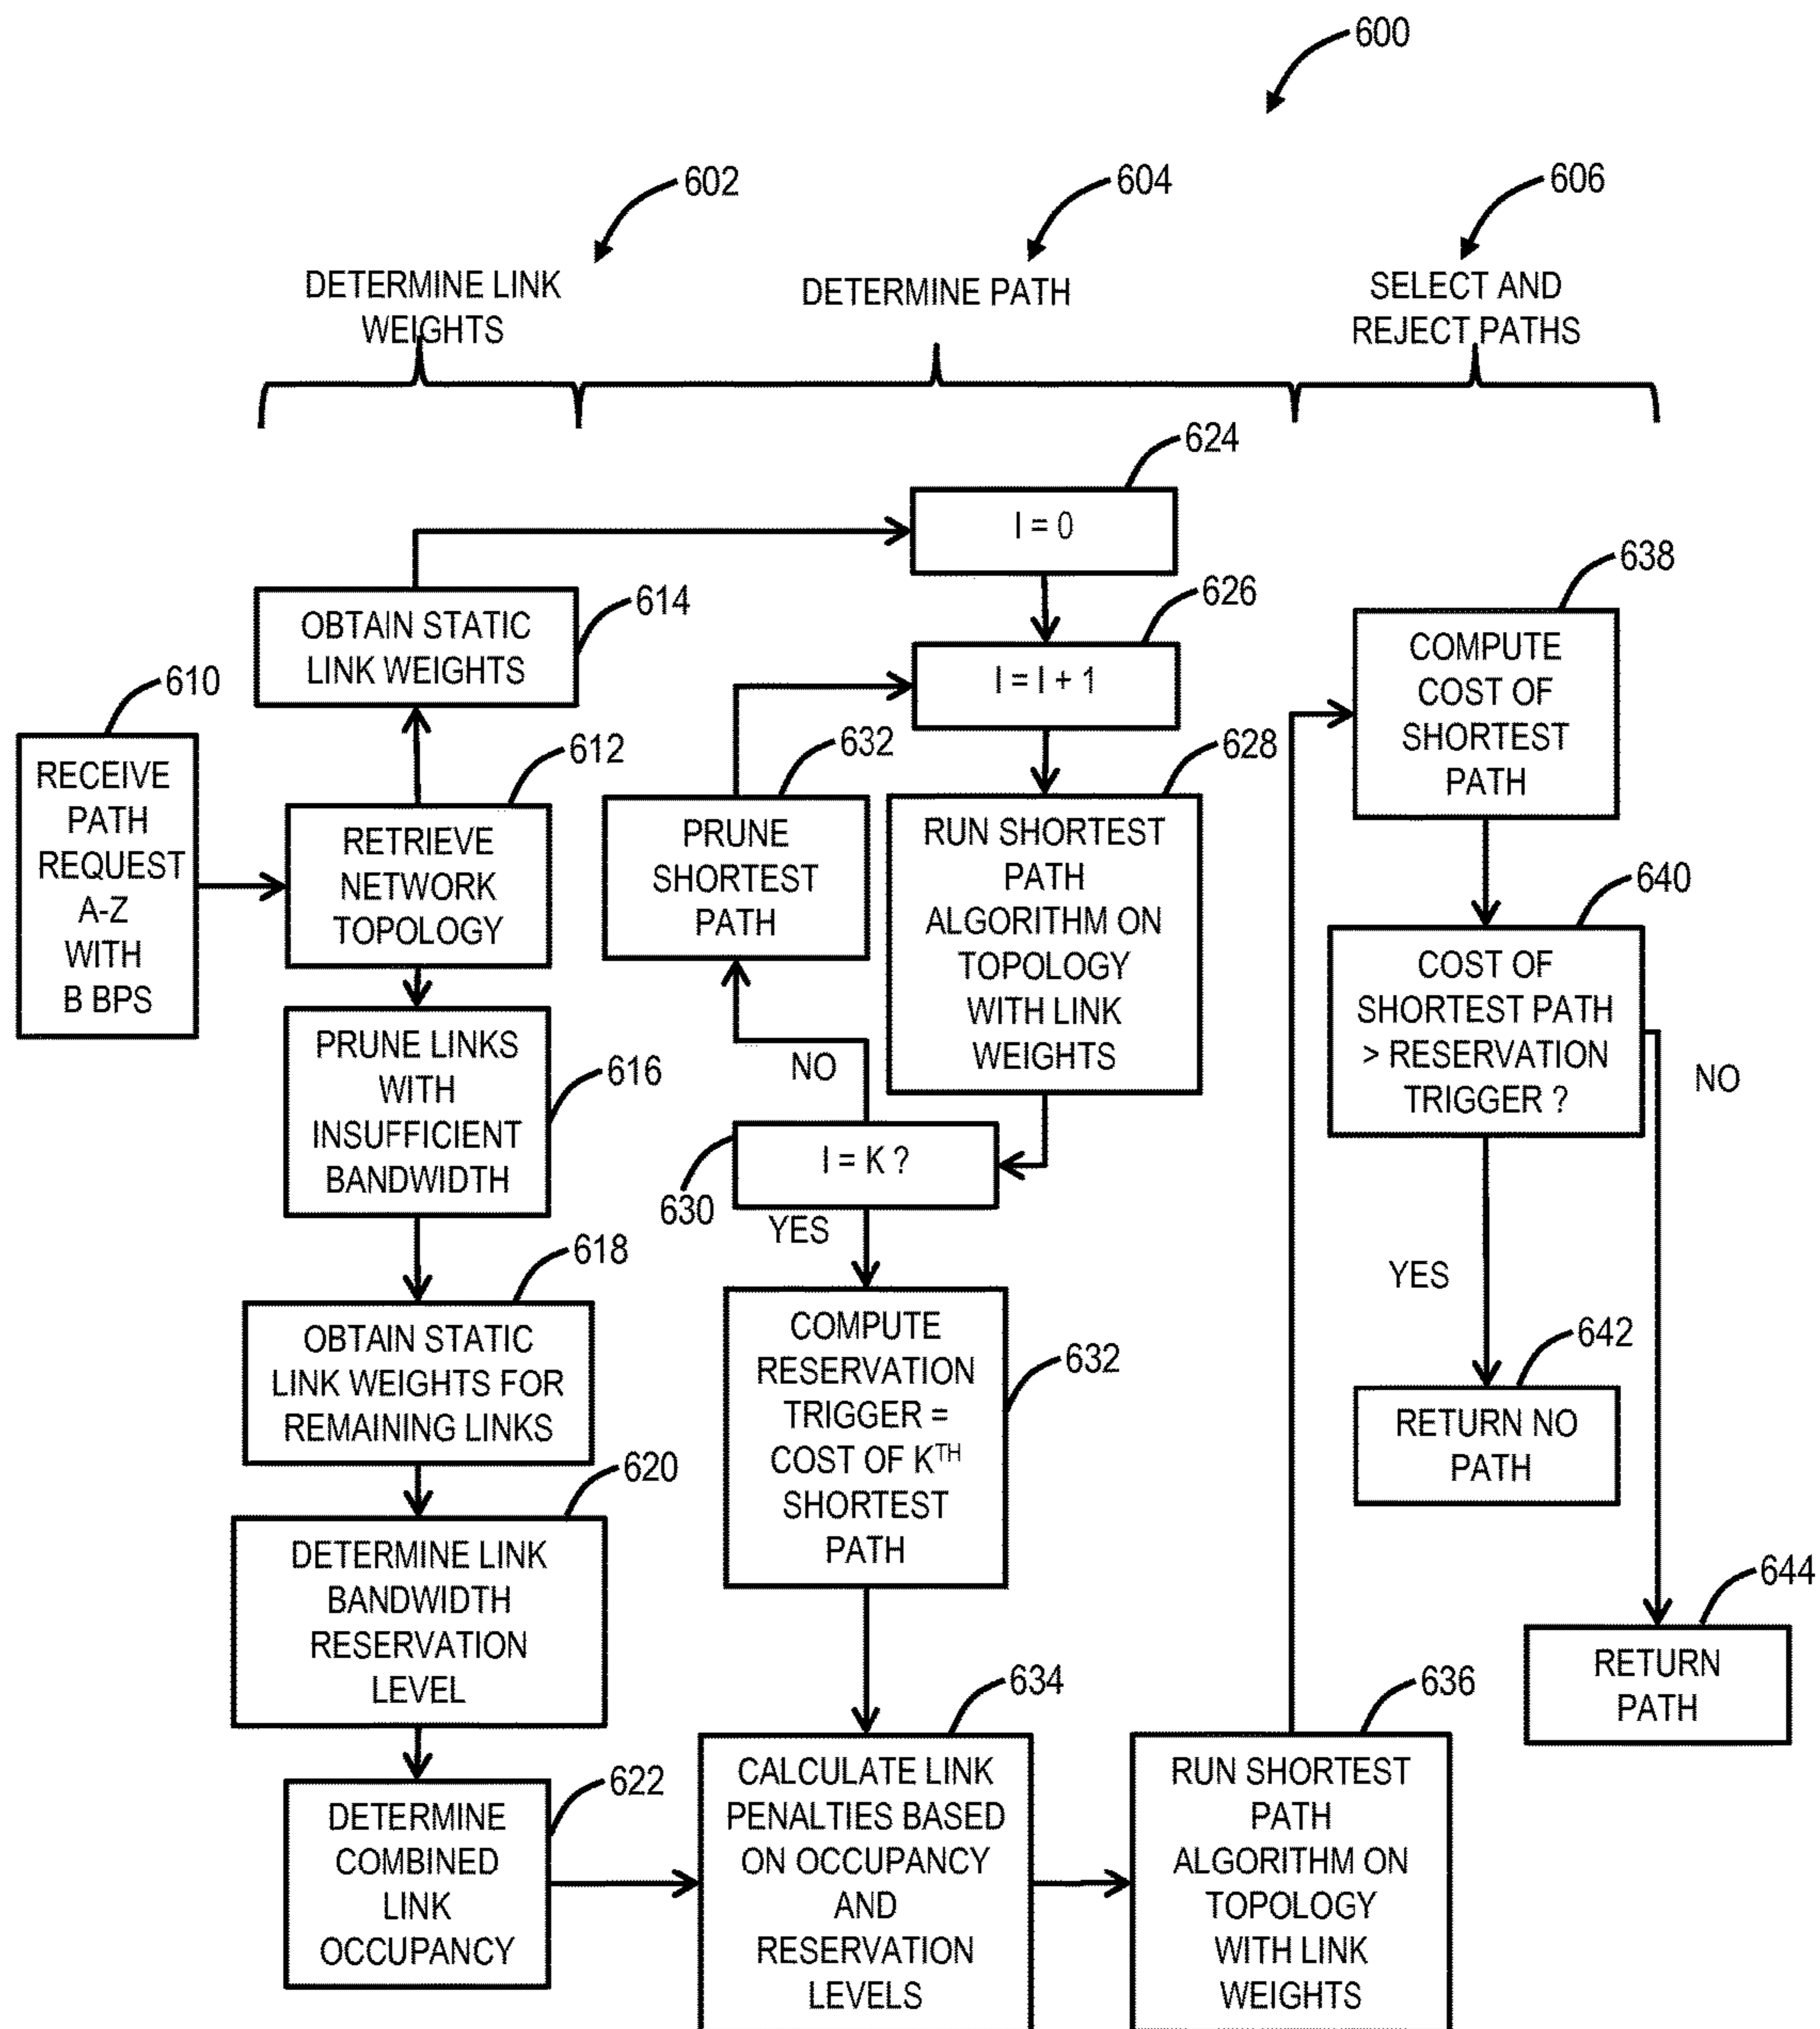 600
602
604
606
DETERMINE LINK
WEIGHTS
DETERMINE PATH
SELECT AND
REJECT PATHS
610
RECEIVE
PATH
REQUEST
A-Z
WITH
B BPS
612
RETRIEVE
NETWORK
TOPOLOGY
614
OBTAIN STATIC
LINK WEIGHTS
616
PRUNE LINKS
WITH
INSUFFICIENT
BANDWIDTH
618
OBTAIN STATIC
LINK WEIGHTS FOR
REMAINING LINKS
620
DETERMINE LINK
BANDWIDTH
RESERVATION
LEVEL
622
DETERMINE
COMBINED
LINK
OCCUPANCY
624
I = 0
626
I = I + 1
628
RUN SHORTEST
PATH
ALGORITHM ON
TOPOLOGY
WITH LINK
WEIGHTS
630
I = K ?
NO
632
PRUNE
SHORTEST
PATH
YES
632
COMPUTE
RESERVATION
TRIGGER =
COST OF KTH
SHORTEST
PATH
634
CALCULATE LINK
PENALTIES BASED
ON OCCUPANCY
AND
RESERVATION
LEVELS
636
RUN SHORTEST
PATH
ALGORITHM ON
TOPOLOGY
WITH LINK
WEIGHTS
638
COMPUTE
COST OF
SHORTEST
PATH
640
COST OF
SHORTEST PATH
> RESERVATION
TRIGGER ?
NO
YES
642
RETURN NO
PATH
644
RETURN
PATH